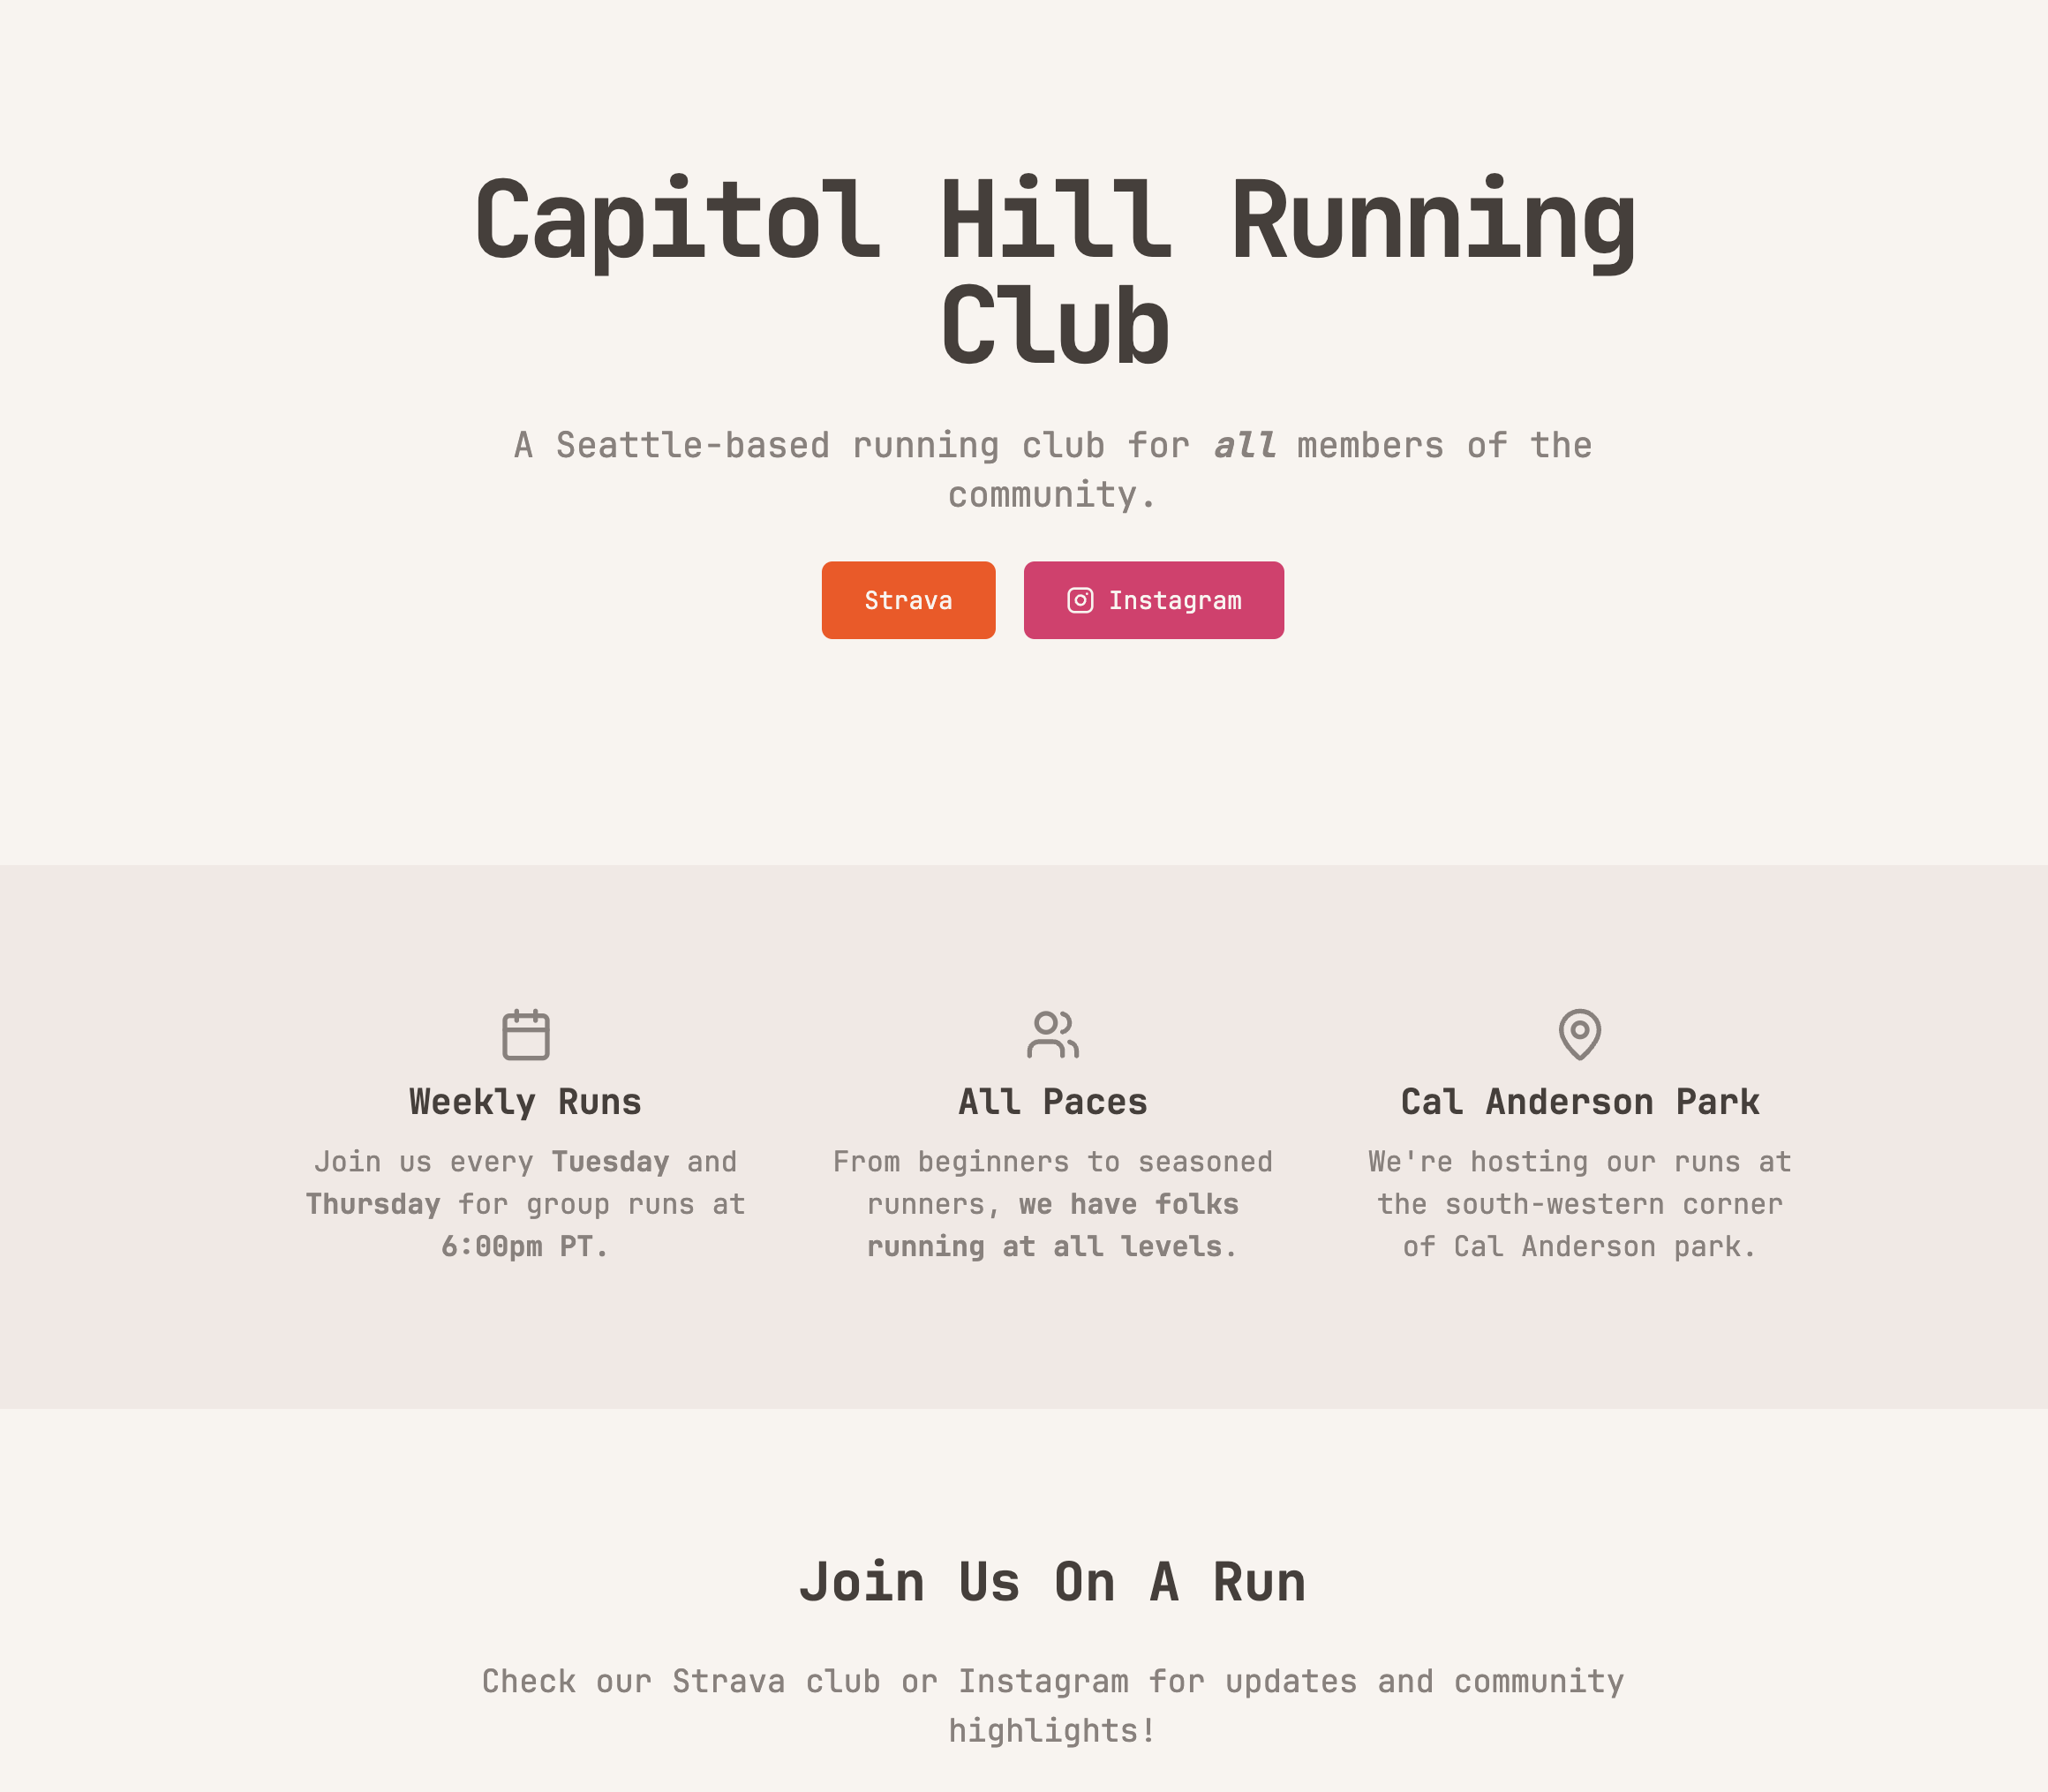 Capitol Hill Running
Club
A Seattle-based running club for all members of the
community.
Strava
Instagram
Weekly Runs
Join us every Tuesday and
Thursday for group runs at
6:00pm PT.
All Paces
From beginners to seasoned
runners, we have folks
running at all levels.
Cal Anderson Park
We're hosting our runs at
the south-western corner
of Cal Anderson park.
Join Us On A Run
Check our Strava club or Instagram for updates and community
highlights!